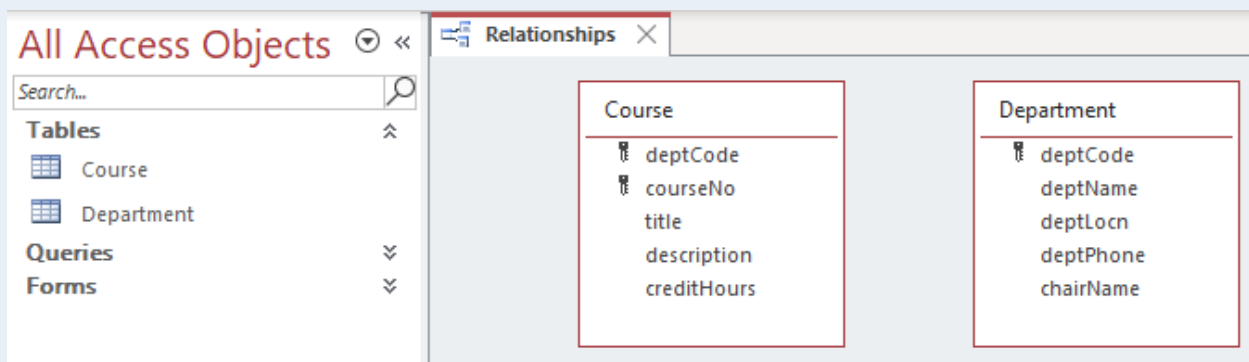 All Access Objects
Search...
Tables
Course
Department
Queries
Forms
Relationships
Course
deptCode
courseNo
title
description
creditHours
Department
deptCode
deptName
deptLocn
deptPhone
chairName